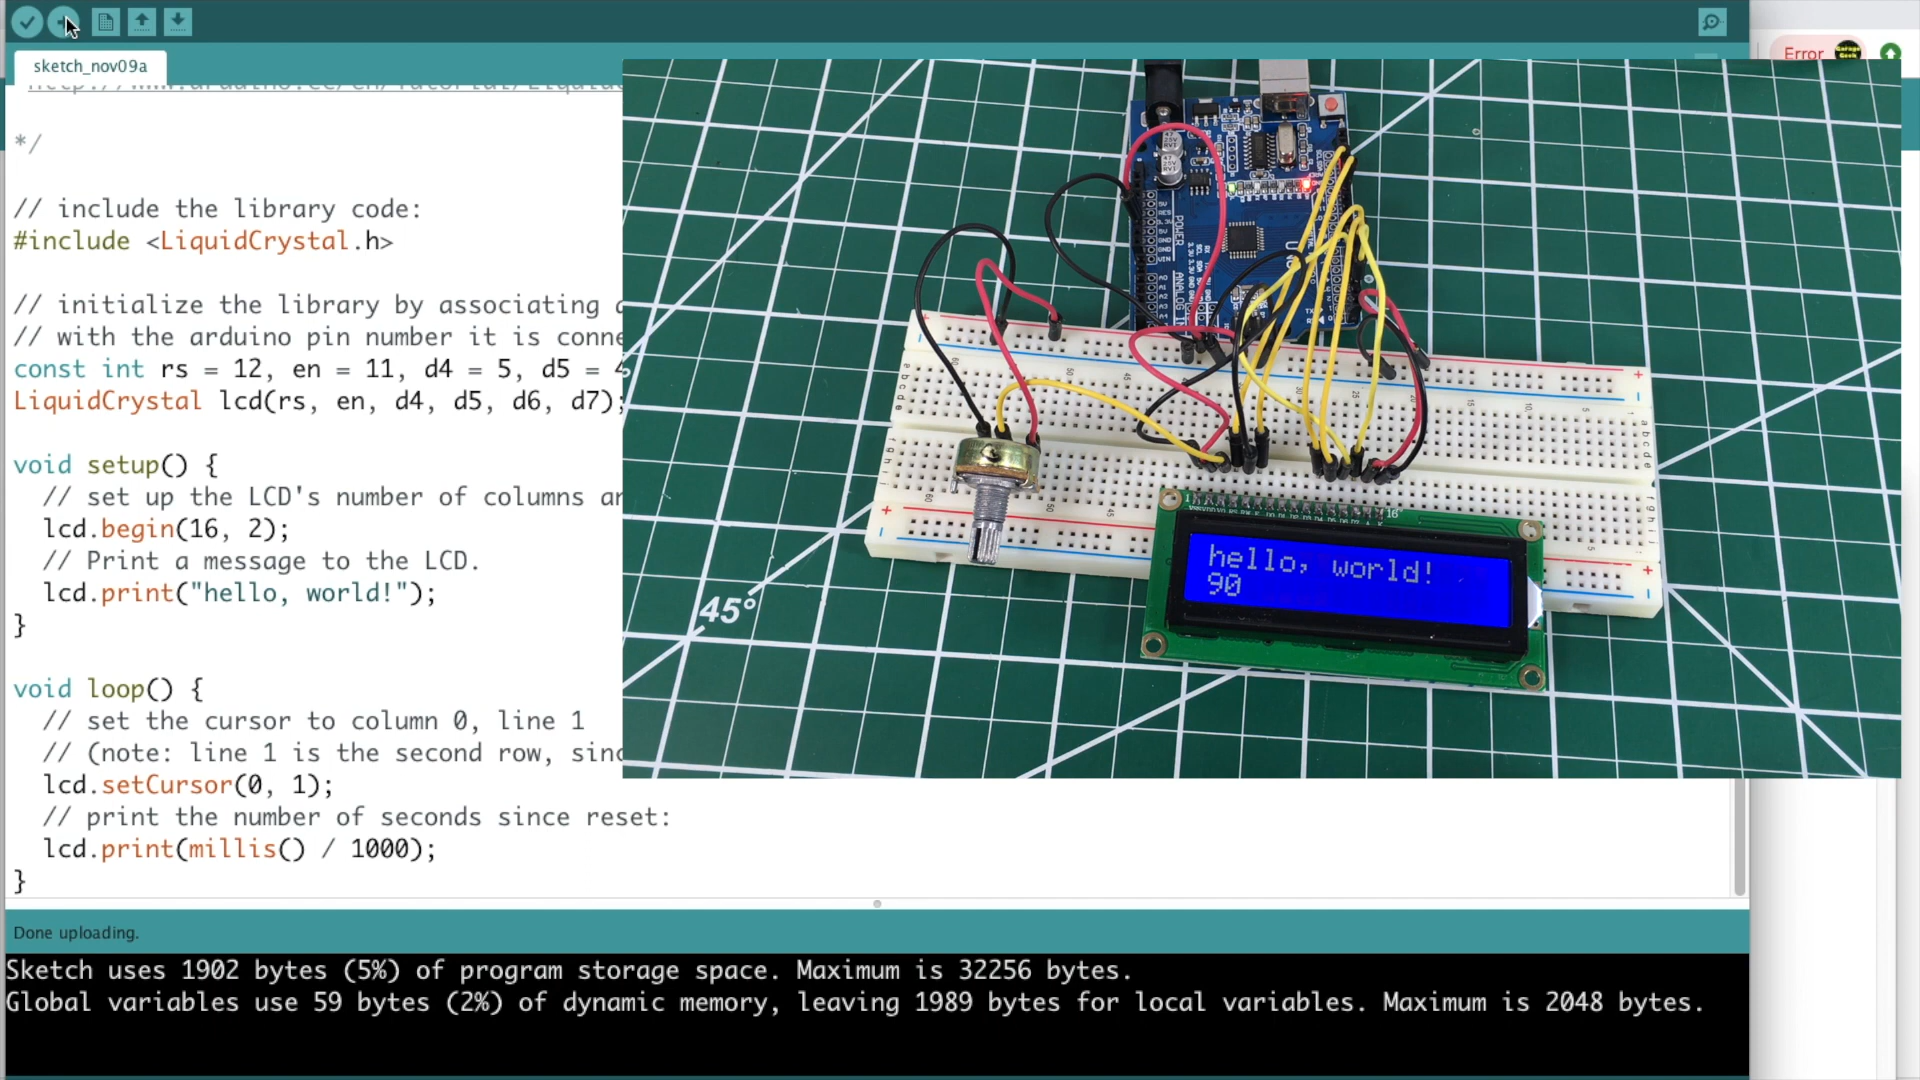 sketch_nov09a
Error
*/
// include the library code:
#include <LiquidCrystal.h>
// initialize the library by associating
// with the arduino pin number it is
const int rs = 12, en = 11, d4 = 5, d5 =
LiquidCrystal lcd(rs, en, d4, d5, d6, d7);
void setup() {
// set up the LCD's number of columns
lcd.begin(16, 2);
// Print a message to the LCD.
lcd.print("hello, world!");
}
void loop() {
// set the cursor to column 0, line 1
// (note: line 1 is the second row,
lcd.setCursor(0, 1);
// print the number of seconds since reset:
lcd.print(millis() / 1000);
}
hello, world!
90
45°
POWER
16
Done uploading.
Sketch uses 1902 bytes (5%) of program storage space. Maximum is 32256 bytes.
Global variables use 59 bytes (2%) of dynamic memory, leaving 1989 bytes for local variables. Maximum is 2048 bytes.